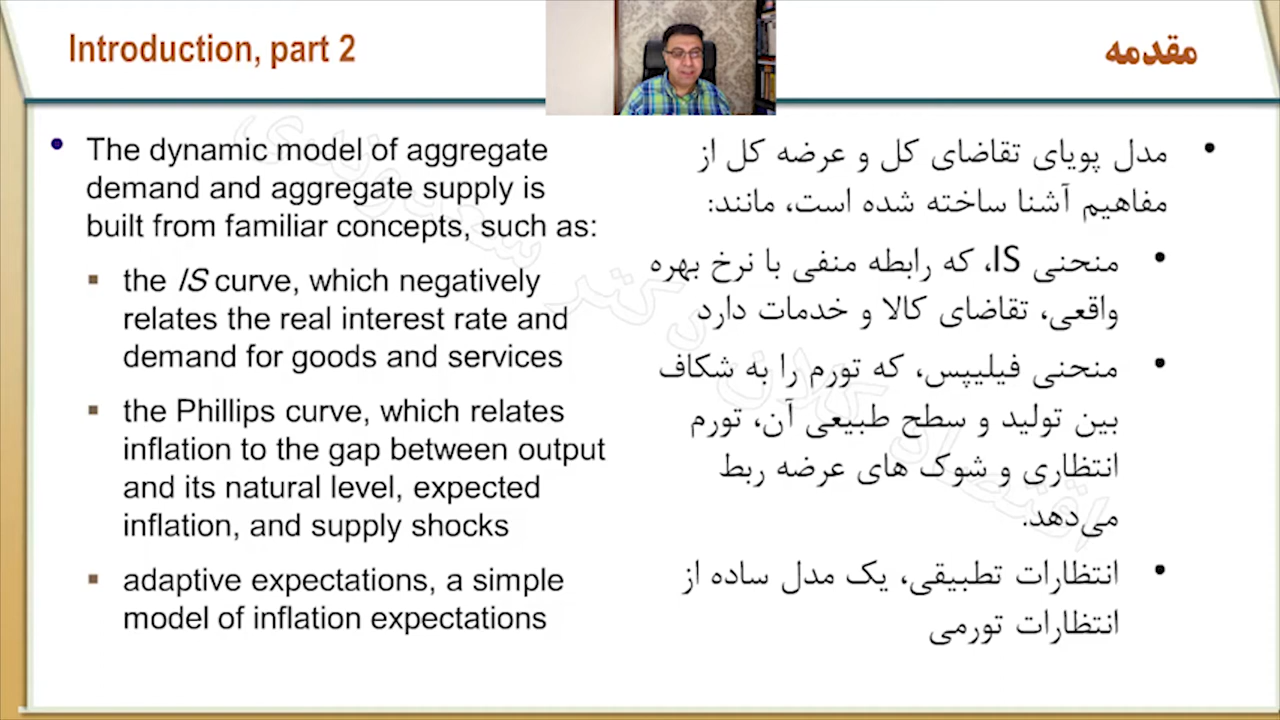 Introduction, part 2
مقدمه
The dynamic model of aggregate
demand and aggregate supply is
built from familiar concepts, such as:
the IS curve, which negatively
relates the real interest rate and
demand for goods and services
the Phillips curve, which relates
inflation to the gap between output
and its natural level, expected
inflation, and supply shocks
adaptive expectations, a simple
model of inflation expectations
مدل پویای تقاضای کل و عرضه کل از
مفاهیم آشنا ساخته شده است، مانند:
منحنی IS، که رابطه منفی با نرخ بهره
واقعی، تقاضای کالا و خدمات دارد
منحنی فیلیپس، که تورم را به شکاف
بین تولید و سطح طبیعی آن، تورم
انتظاری و شوک های عرضه ربط
می‌دهد.
انتظارات تطبیقی، یک مدل ساده از
انتظارات تورمی